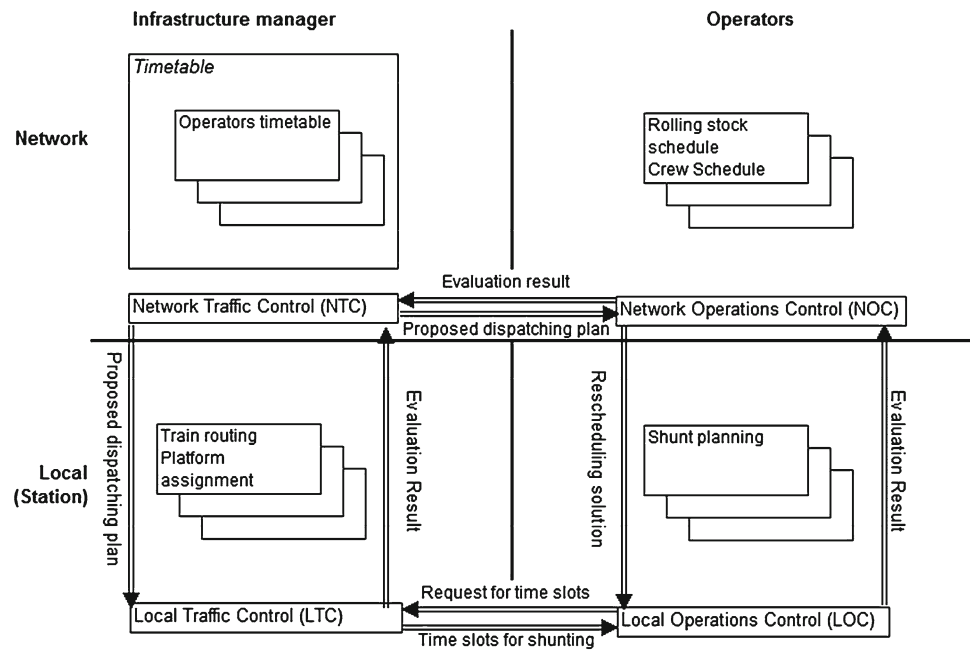 Infrastructure manager
Operators
Network
Timetable
Operators timetable
Rolling stock
schedule
Crew Schedule
Evaluation result
Network Traffic Control (NTC)
Network Operations Control (NOC)
Proposed dispatching plan
Proposed dispatching plan
Evaluation Result
Rescheduling solution
Evaluation Result
Local
(Station)
Train routing
Platform
assignment
Shunt planning
Request for time slots
Local Traffic Control (LTC)
Local Operations Control (LOC)
Time slots for shunting